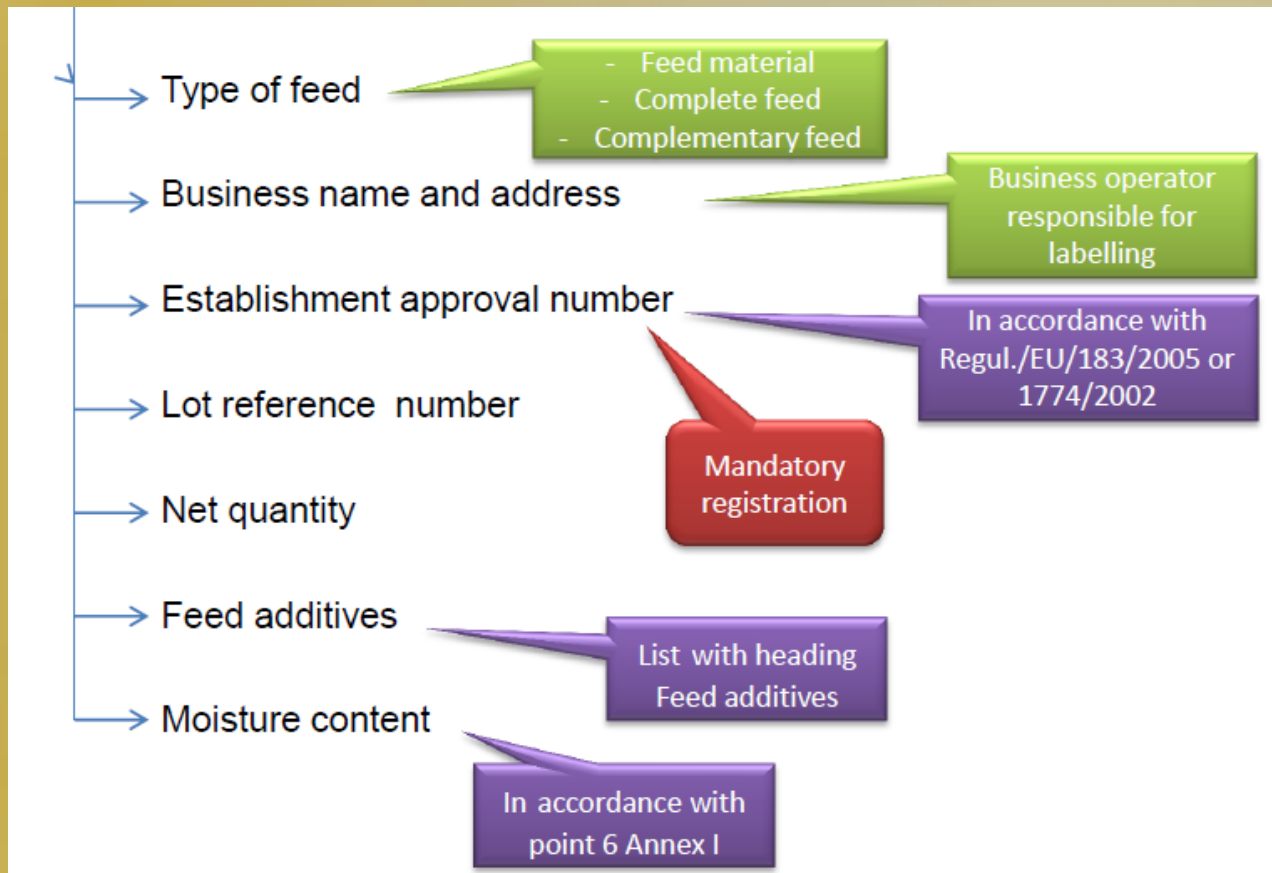 Type of feed
- Feed material
- Complete feed
- Complementary feed
Business name and address
Business operator
responsible for
labelling
Establishment approval number
In accordance with
Regul./EU/183/2005 or
1774/2002
Mandatory
registration
Lot reference number
Net quantity
Feed additives
List with heading
Feed additives
Moisture content
In accordance with
point 6 Annex I